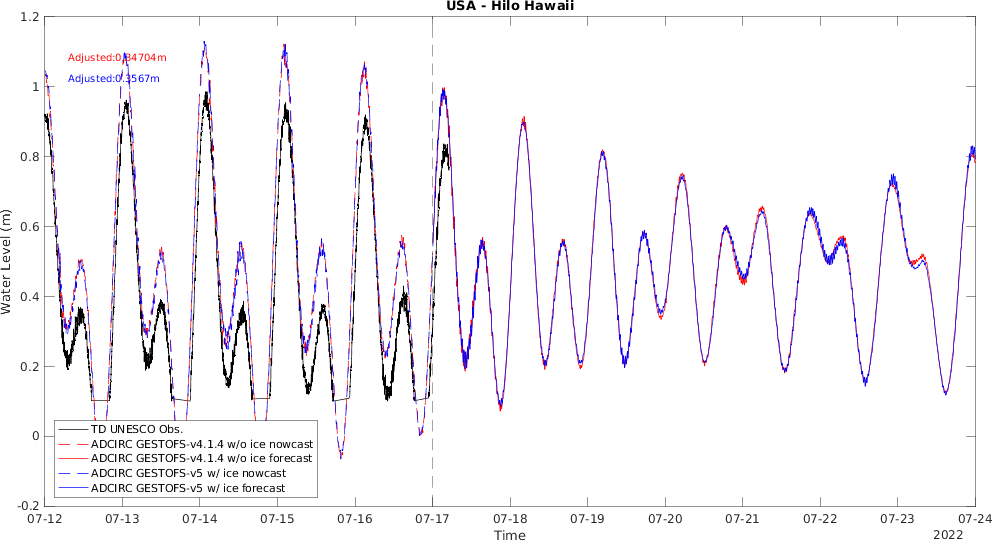 USA - Hilo Hawaii
1.2
Adjusted:0.34704m
Adjusted:0.3567m
1
0.8
0.6
0.4
0.2
0
-0.2
Water Level (m)
TD UNESCO Obs.
ADCIRC GESTOFS-v4.1.4 w/o ice nowcast
ADCIRC GESTOFS-v4.1.4 w/o ice forecast
ADCIRC GESTOFS-v5 w/ ice nowcast
ADCIRC GESTOFS-v5 w/ ice forecast
07-12 07-13 07-14 07-15 07-16 07-17 07-18 07-19 07-20 07-21 07-22 07-23 07-24
Time
2022